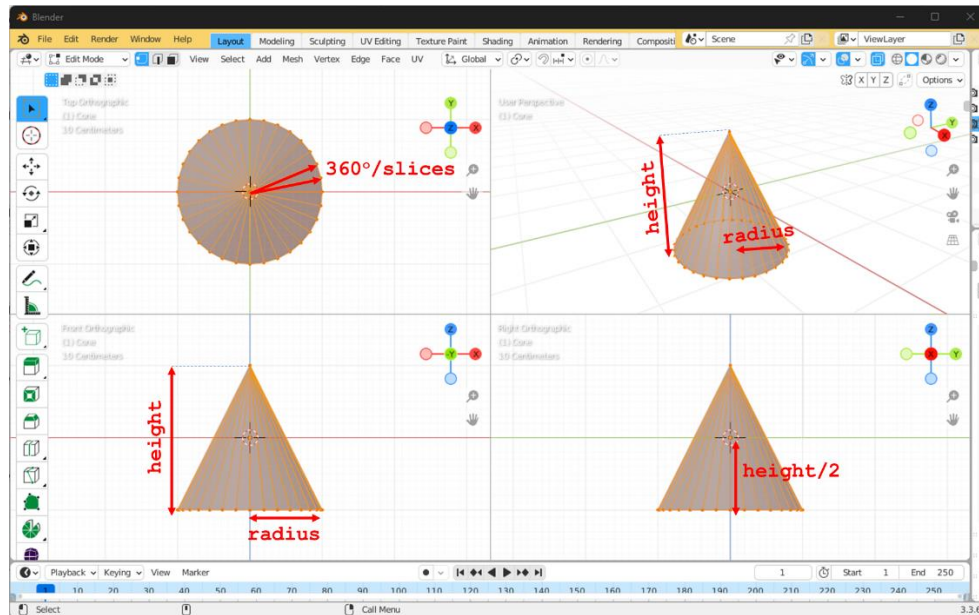 Blender
File Edit Render Window Help Layout Modeling Sculpting UV Editing Texture Paint Shading Animation Rendering Compositi Scene ViewLayer
Edit Mode View Select Add Mesh Vertex Edge Face UV Global
X Y Z Options
Top Orthographic
(1) Cone
10 Centimeters
Y
Z X
360°/slices
User Perspective
(1) Cone
Z
Y
X
height
radius
Front Orthographic
(1) Cone
10 Centimeters
Z
-Y X
height
radius
Right Orthographic
(1) Cone
10 Centimeters
Z
X Y
height/2
Playback Keying View Marker 1 Start 1 End 250
10 20 30 40 50 60 70 80 90 100 110 120 130 140 150 160 170 180 190 200 210 220 230 240 250
Select Call Menu